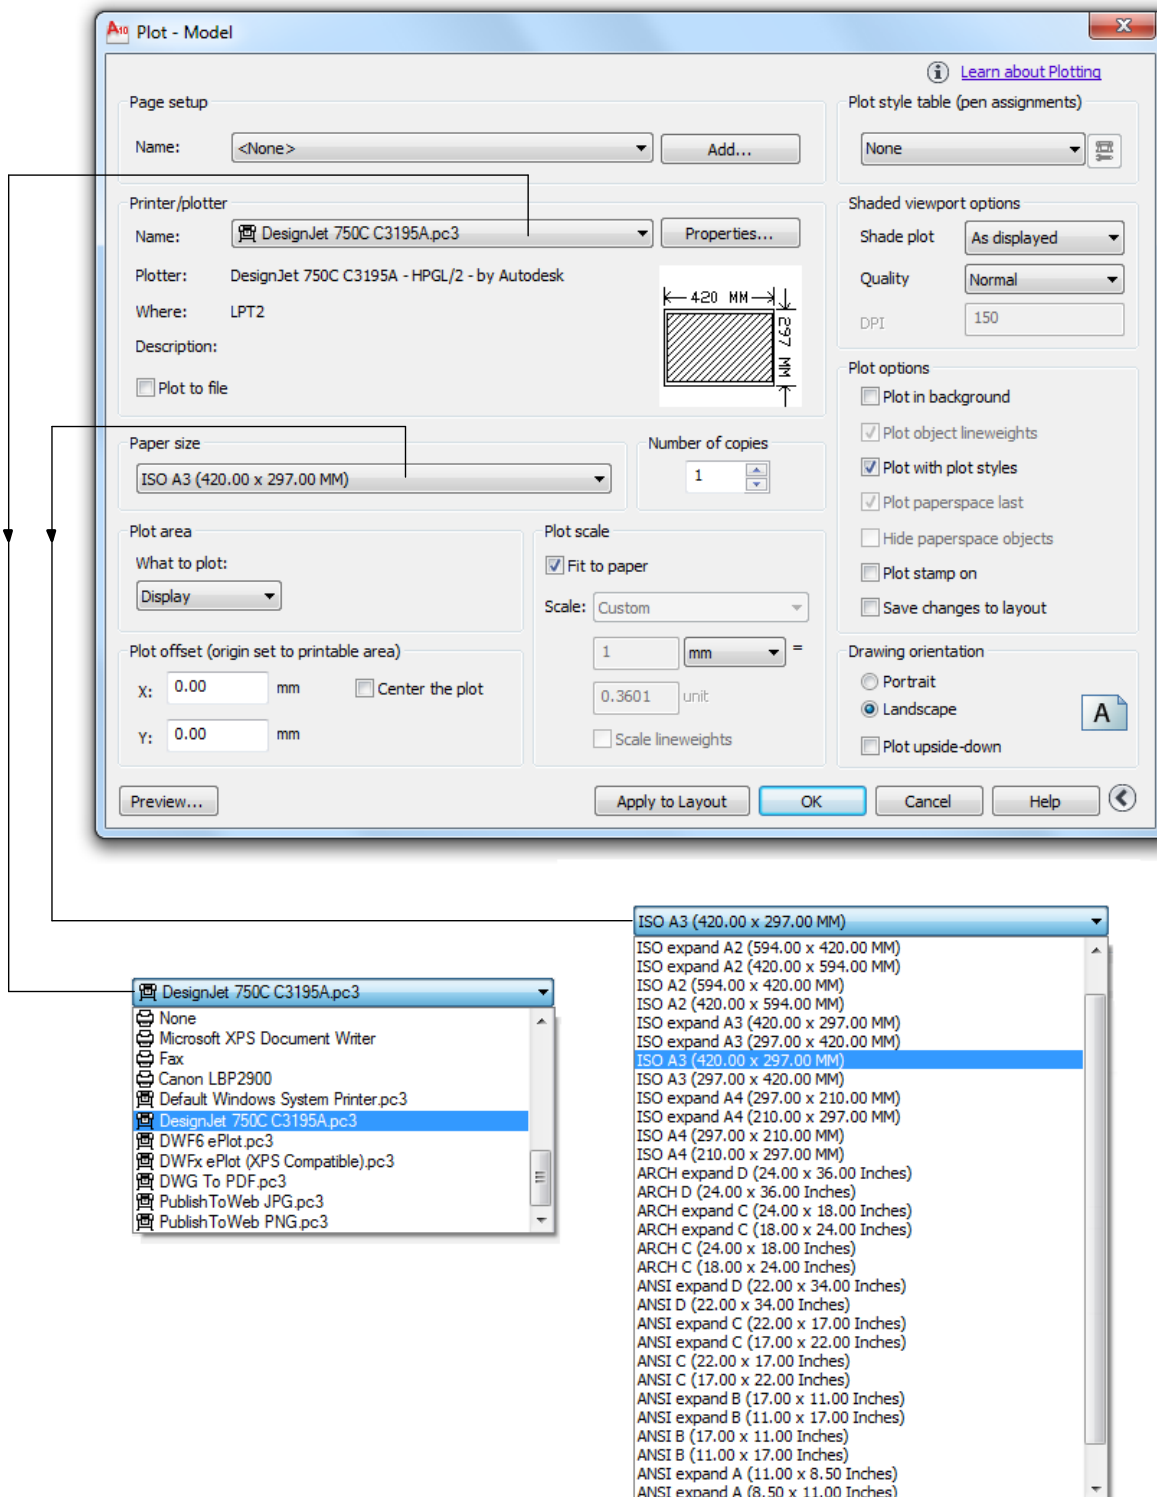 A10 Plot - Model
Learn about Plotting
Page setup
Name: <None> Add...
Plot style table (pen assignments)
None
Printer/plotter
Name: DesignJet 750C C3195A.pc3 Properties...
Plotter: DesignJet 750C C3195A - HPGL/2 - by Autodesk
Where: LPT2
Description:
Plot to file
420 MM
297 MM
Shaded viewport options
Shade plot As displayed
Quality Normal
DPI 150
Paper size
ISO A3 (420.00 x 297.00 MM)
Number of copies
1
Plot options
Plot in background
Plot object lineweights
Plot with plot styles
Plot paperspace last
Hide paperspace objects
Plot stamp on
Save changes to layout
Plot area
What to plot:
Display
Plot scale
Fit to paper
Scale: Custom
1 mm =
0.3601 unit
Scale lineweights
Plot offset (origin set to printable area)
X: 0.00 mm Center the plot
Y: 0.00 mm
Drawing orientation
Portrait
Landscape
Plot upside-down
A
Preview... Apply to Layout OK Cancel Help
DesignJet 750C C3195A.pc3
None
Microsoft XPS Document Writer
Fax
Canon LBP2900
Default Windows System Printer.pc3
DesignJet 750C C3195A.pc3
DWF6 ePlot.pc3
DWFx ePlot (XPS Compatible).pc3
DWG To PDF.pc3
PublishToWeb JPG.pc3
PublishToWeb PNG.pc3
ISO A3 (420.00 x 297.00 MM)
ISO expand A2 (594.00 x 420.00 MM)
ISO expand A2 (420.00 x 594.00 MM)
ISO A2 (594.00 x 420.00 MM)
ISO A2 (420.00 x 594.00 MM)
ISO expand A3 (420.00 x 297.00 MM)
ISO expand A3 (297.00 x 420.00 MM)
ISO A3 (420.00 x 297.00 MM)
ISO A3 (297.00 x 420.00 MM)
ISO expand A4 (297.00 x 210.00 MM)
ISO expand A4 (210.00 x 297.00 MM)
ISO A4 (297.00 x 210.00 MM)
ISO A4 (210.00 x 297.00 MM)
ARCH expand D (24.00 x 36.00 Inches)
ARCH D (24.00 x 36.00 Inches)
ARCH expand C (24.00 x 18.00 Inches)
ARCH expand C (18.00 x 24.00 Inches)
ARCH C (24.00 x 18.00 Inches)
ARCH C (18.00 x 24.00 Inches)
ANSI expand D (22.00 x 34.00 Inches)
ANSI D (22.00 x 34.00 Inches)
ANSI expand C (22.00 x 17.00 Inches)
ANSI expand C (17.00 x 22.00 Inches)
ANSI C (22.00 x 17.00 Inches)
ANSI C (17.00 x 22.00 Inches)
ANSI expand B (17.00 x 11.00 Inches)
ANSI expand B (11.00 x 17.00 Inches)
ANSI B (17.00 x 11.00 Inches)
ANSI B (11.00 x 17.00 Inches)
ANSI expand A (11.00 x 8.50 Inches)
ANSI expand A (8.50 x 11.00 Inches)